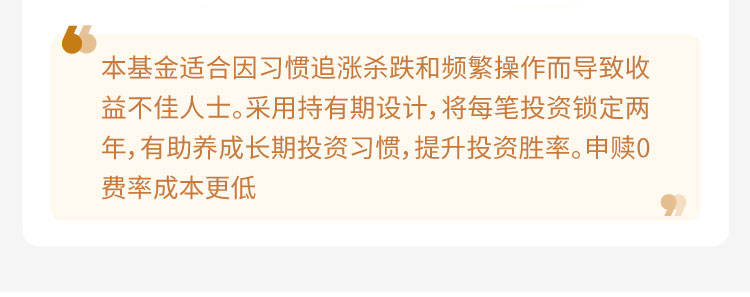 本基金适合因习惯追涨杀跌和频繁操作而导致收
益不佳人士。采用持有期设计，将每笔投资锁定两
年，有助养成长期投资习惯，提升投资胜率。申赎0
费率成本更低